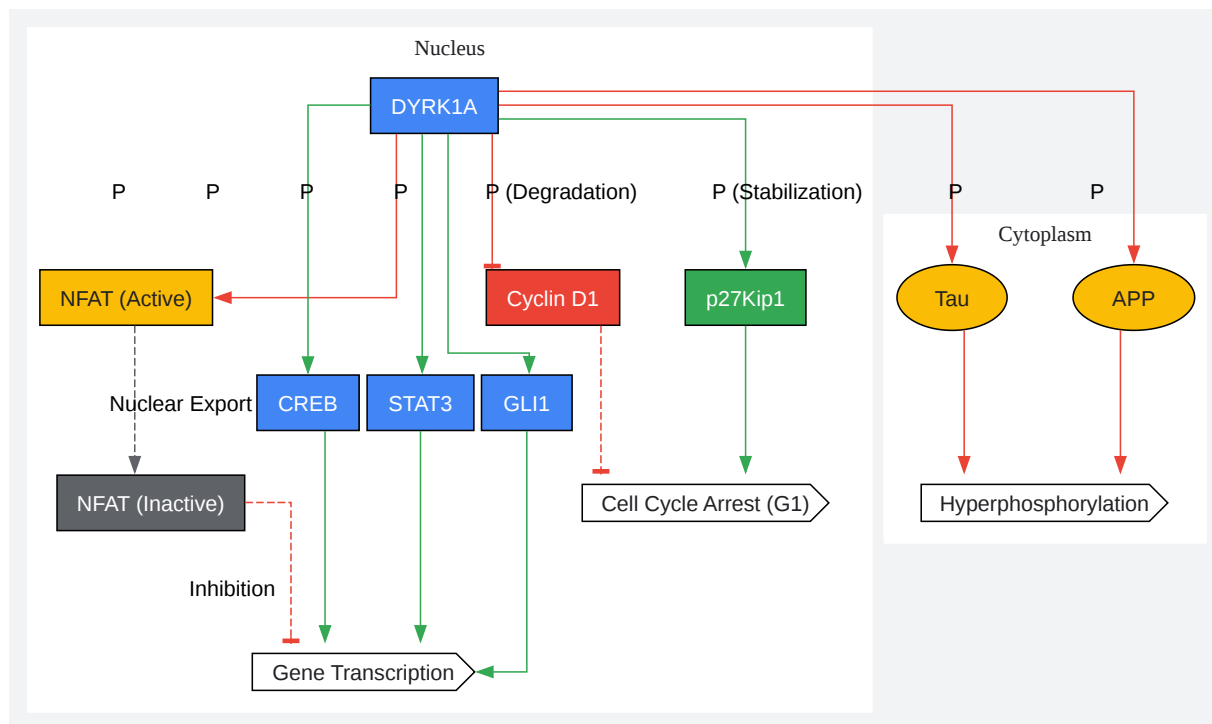 Nucleus
DYRK1A
P
P
P
P
P (Degradation)
P (Stabilization)
P
P
Cytoplasm
NFAT (Active)
Cyclin D1
p27Kip1
Tau
APP
Nuclear Export
CREB
STAT3
GLI1
NFAT (Inactive)
Cell Cycle Arrest (G1)
Hyperphosphorylation
Inhibition
Gene Transcription